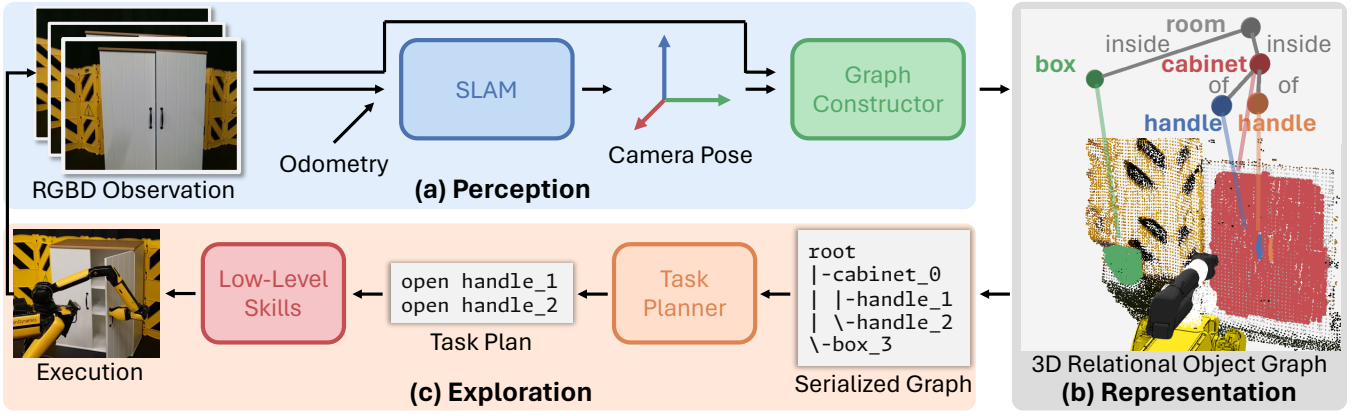 SLAM
Graph
Constructor
Odometry
Camera Pose
RGBD Observation
(a) Perception
room
inside
inside
box
cabinet
of
of
handle
handle
3D Relational Object Graph
(b) Representation
root
|-cabinet_0
| |-handle_1
| \-handle_2
\-box_3
Serialized Graph
Task
Planner
open handle_1
open handle_2
Task Plan
Low-Level
Skills
Execution
(c) Exploration